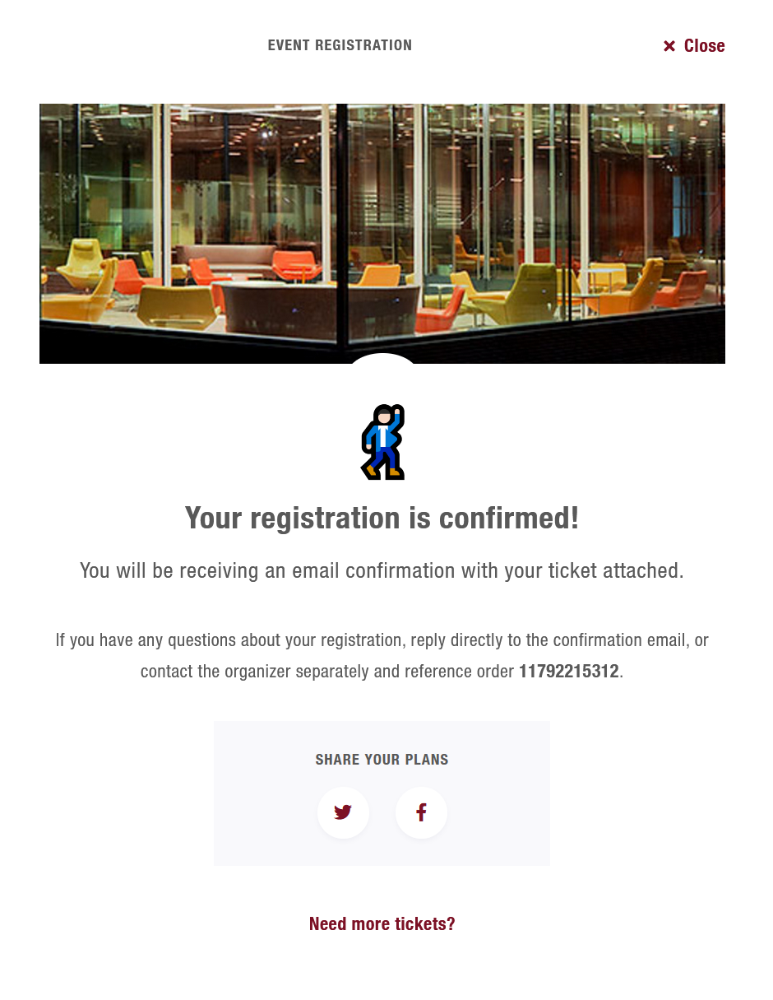 EVENT REGISTRATION
Close
Your registration is confirmed!
You will be receiving an email confirmation with your ticket attached.
If you have any questions about your registration, reply directly to the confirmation email, or
contact the organizer separately and reference order 11792215312.
SHARE YOUR PLANS
Need more tickets?